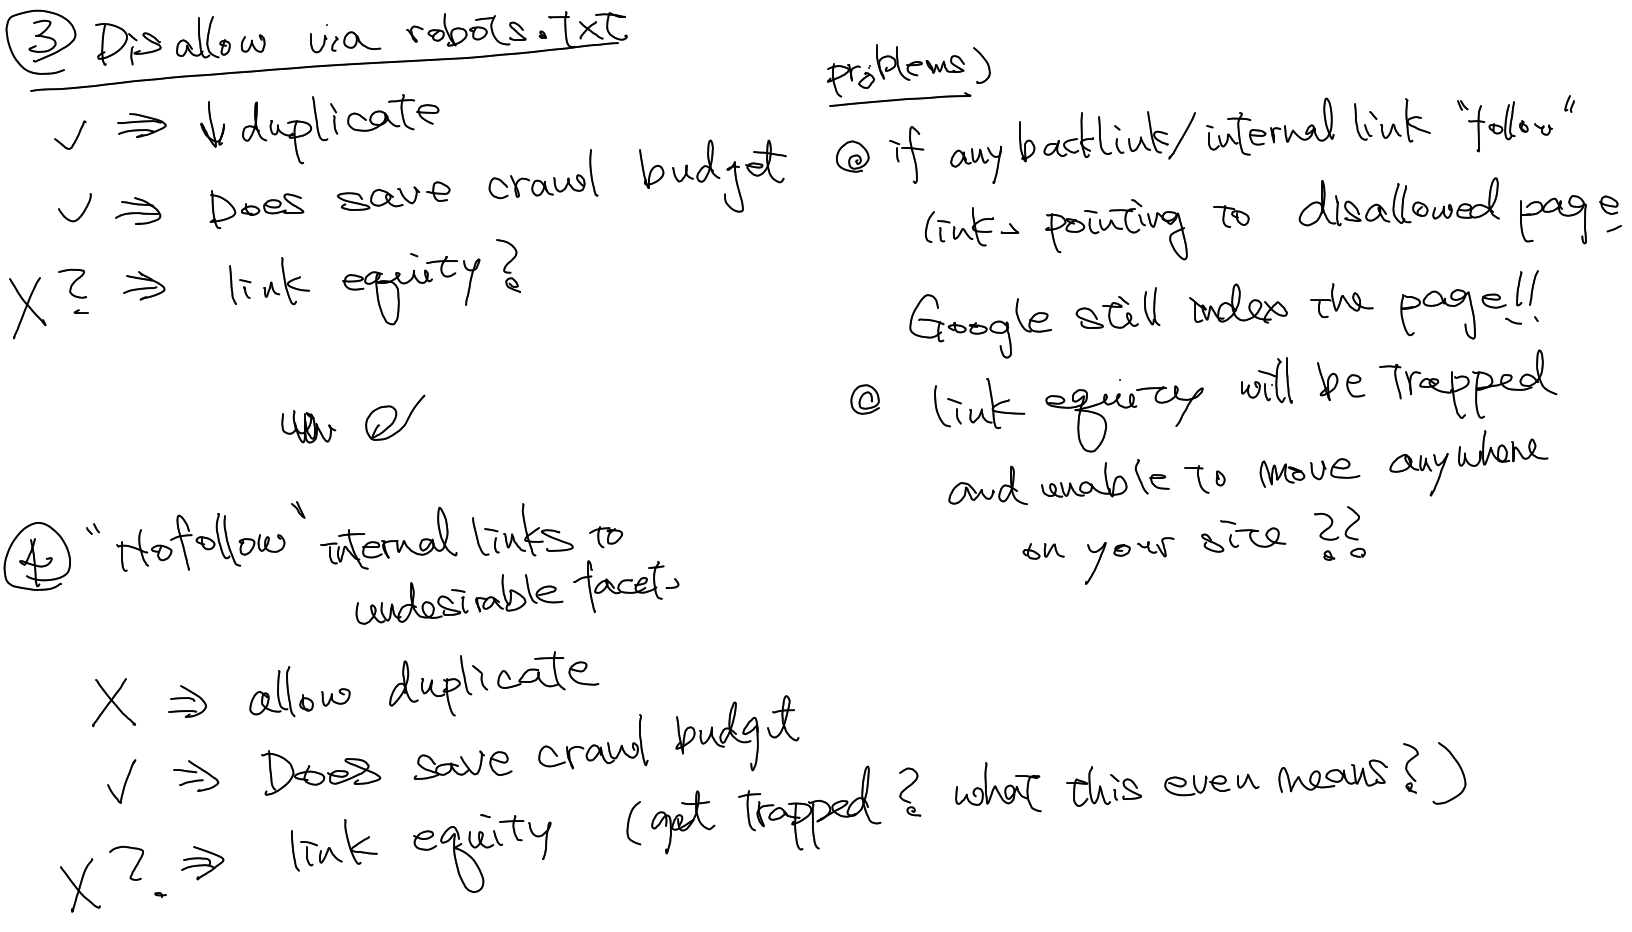 ③ Disallow via robots.txt
✓ ⇒ ↓ duplicate
✓ ⇒ Does save crawl budget
X? ⇒ link equity?
problems)
@ if any backlink/internal link "follow"
links pointing to disallowed page
Google still index the page!!
@ link equity will be trapped
and unable to move anywhere
on your site ??
④ "Nofollow" internal links to
undesirable facets
X ⇒ allow duplicate
✓ ⇒ Does save crawl budget
X? ⇒ link equity (get trapped? what this even means?)